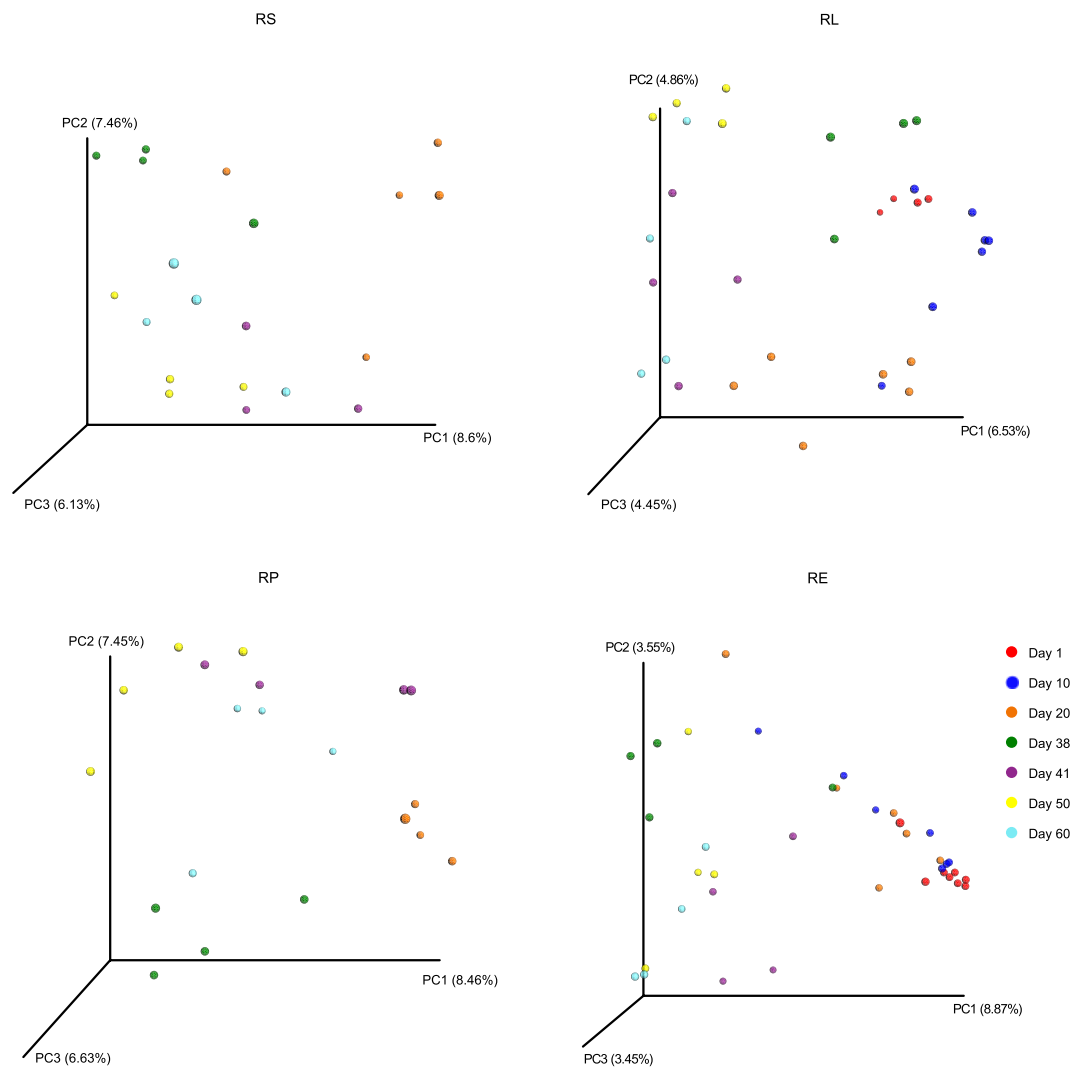 RS
RL
PC2 (4.86%)
PC2 (7.46%)
PC1 (8.6%)
PC1 (6.53%)
PC3 (6.13%)
PC3 (4.45%)
RP
RE
PC2 (7.45%)
PC2 (3.55%)
Day 1
Day 10
Day 20
Day 38
Day 41
Day 50
Day 60
PC1 (8.46%)
PC1 (8.87%)
PC3 (6.63%)
PC3 (3.45%)